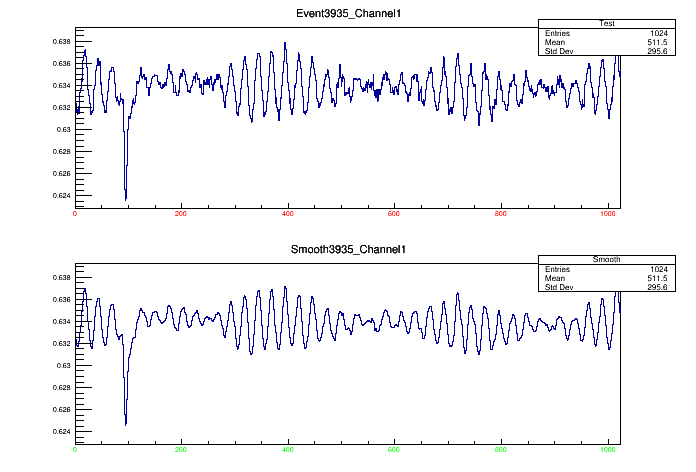 Event3935_Channel1
Test
Entries 1024
Mean 511.5
Std Dev 295.6
0.638
0.636
0.634
0.632
0.63
0.628
0.626
0.624
0 200 400 600 800 1000
Smooth3935_Channel1
Smooth
Entries 1024
Mean 511.5
Std Dev 295.6
0.638
0.636
0.634
0.632
0.63
0.628
0.626
0.624
0 200 400 600 800 1000